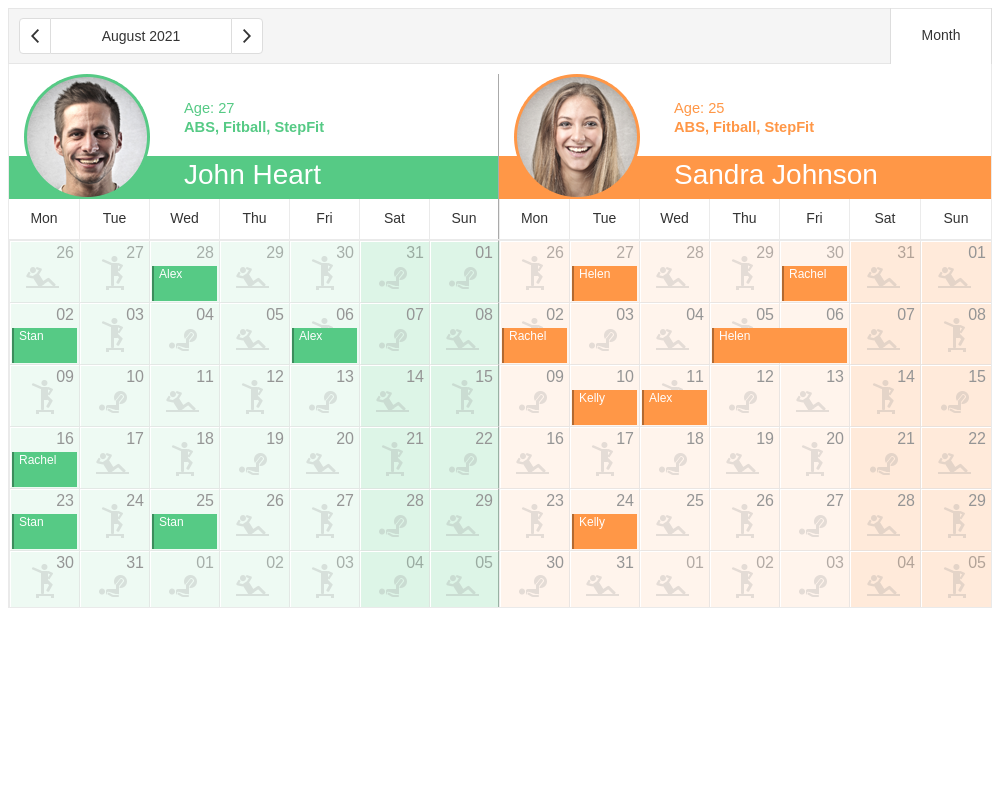 August 2021
Month
Age: 27
ABS, Fitball, StepFit
John Heart
Age: 25
ABS, Fitball, StepFit
Sandra Johnson
Mon Tue Wed Thu Fri Sat Sun Mon Tue Wed Thu Fri Sat Sun
26 27 28 29 30 31 01 26 27 28 29 30 31 01
Alex Helen Rachel
02 03 04 05 06 07 08 02 03 04 05 06 07 08
Stan Alex Rachel Helen
09 10 11 12 13 14 15 09 10 11 12 13 14 15
Kelly Alex
16 17 18 19 20 21 22 16 17 18 19 20 21 22
Rachel
23 24 25 26 27 28 29 23 24 25 26 27 28 29
Stan Stan Kelly
30 31 01 02 03 04 05 30 31 01 02 03 04 05